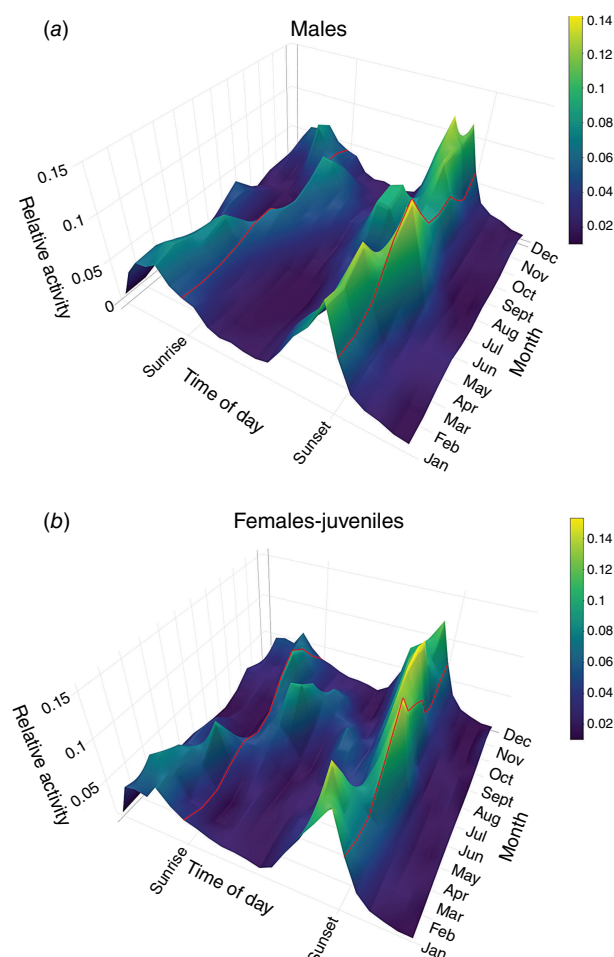 (a)
Males
0.14
0.12
0.10
0.08
0.06
0.04
0.02
0.15
0.1
0.05
0
Relative activity
Sunrise
Time of day
Sunset
Dec
Nov
Oct
Sept
Aug
Jul
Jun
May
Apr
Mar
Feb
Jan
Month
(b)
Females-juveniles
0.14
0.12
0.10
0.08
0.06
0.04
0.02
0.15
0.1
0.05
Relative activity
Sunrise
Time of day
Sunset
Dec
Nov
Oct
Sept
Aug
Jul
Jun
May
Apr
Mar
Feb
Jan
Month